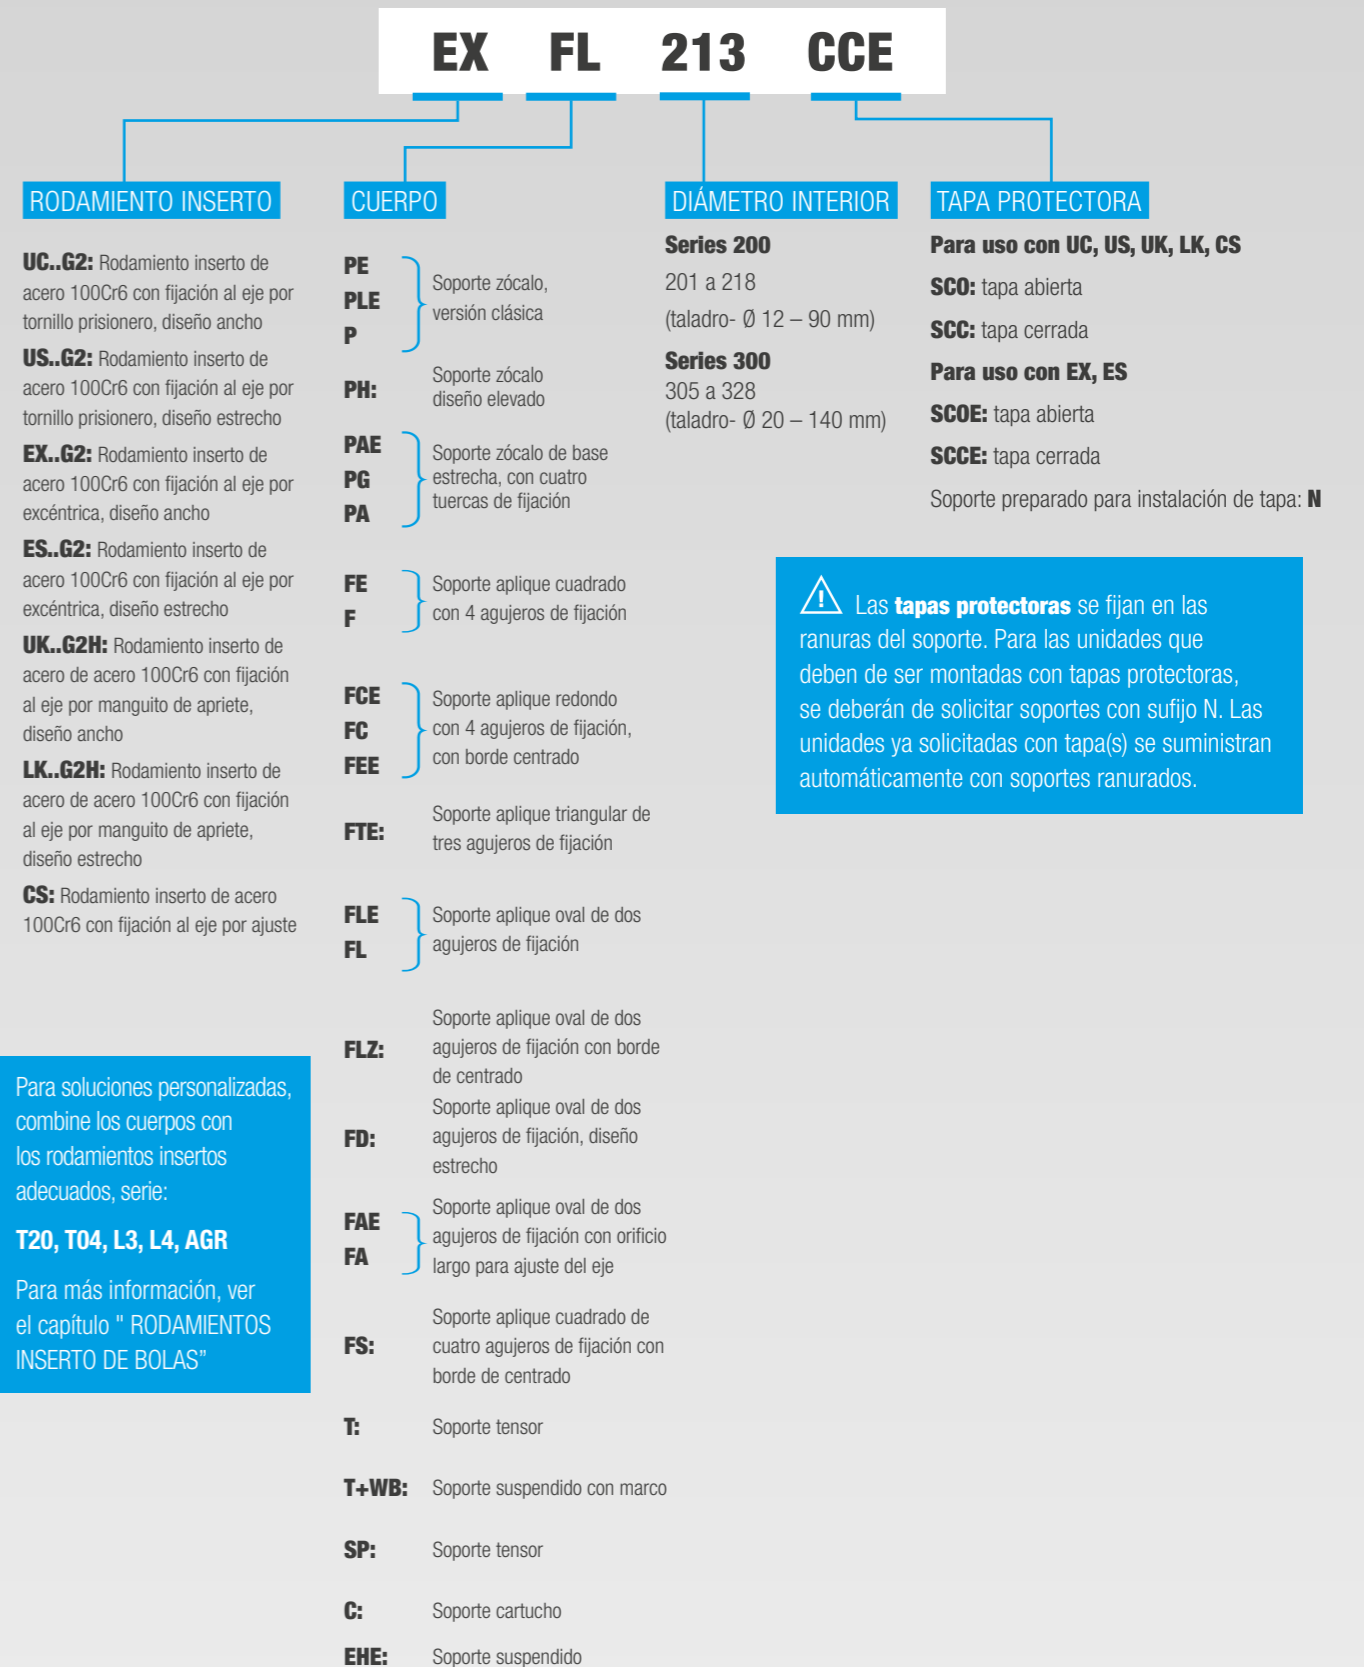 EX FL 213 CCE
RODAMIENTO INSERTO
UC..G2: Rodamiento inserto de
acero 100Cr6 con fijación al eje por
tornillo prisionero, diseño ancho
US..G2: Rodamiento inserto de
acero 100Cr6 con fijación al eje por
tornillo prisionero, diseño estrecho
EX..G2: Rodamiento inserto de
acero 100Cr6 con fijación al eje por
excéntrica, diseño ancho
ES..G2: Rodamiento inserto de
acero 100Cr6 con fijación al eje por
excéntrica, diseño estrecho
UK..G2H: Rodamiento inserto de
acero de acero 100Cr6 con fijación
al eje por manguito de apriete,
diseño ancho
LK..G2H: Rodamiento inserto de
acero de acero 100Cr6 con fijación
al eje por manguito de apriete,
diseño estrecho
CS: Rodamiento inserto de acero
100Cr6 con fijación al eje por ajuste
Para soluciones personalizadas,
combine los cuerpos con
los rodamientos insertos
adecuados, serie:
T20, T04, L3, L4, AGR
Para más información, ver
el capítulo " RODAMIENTOS
INSERTO DE BOLAS”
CUERPO
PE
PLE
P
Soporte zócalo,
versión clásica
PH:
Soporte zócalo
diseño elevado
PAE
PG
PA
Soporte zócalo de base
estrecha, con cuatro
tuercas de fijación
FE
F
Soporte aplique cuadrado
con 4 agujeros de fijación
FCE
FC
FEE
Soporte aplique redondo
con 4 agujeros de fijación,
con borde centrado
FTE:
Soporte aplique triangular de
tres agujeros de fijación
FLE
FL
Soporte aplique oval de dos
agujeros de fijación
FLZ:
Soporte aplique oval de dos
agujeros de fijación con borde
de centrado
FD:
Soporte aplique oval de dos
agujeros de fijación, diseño
estrecho
FAE
FA
Soporte aplique oval de dos
agujeros de fijación con orificio
largo para ajuste del eje
FS:
Soporte aplique cuadrado de
cuatro agujeros de fijación con
borde de centrado
T: Soporte tensor
T+WB: Soporte suspendido con marco
SP: Soporte tensor
C: Soporte cartucho
EHE: Soporte suspendido
DIÁMETRO INTERIOR
Series 200
201 a 218
(taladro- Ø 12 – 90 mm)
Series 300
305 a 328
(taladro- Ø 20 – 140 mm)
TAPA PROTECTORA
Para uso con UC, US, UK, LK, CS
SCO: tapa abierta
SCC: tapa cerrada
Para uso con EX, ES
SCOE: tapa abierta
SCCE: tapa cerrada
Soporte preparado para instalación de tapa: N
! Las tapas protectoras se fijan en las
ranuras del soporte. Para las unidades que
deben de ser montadas con tapas protectoras,
se deberán de solicitar soportes con sufijo N. Las
unidades ya solicitadas con tapa(s) se suministran
automáticamente con soportes ranurados.